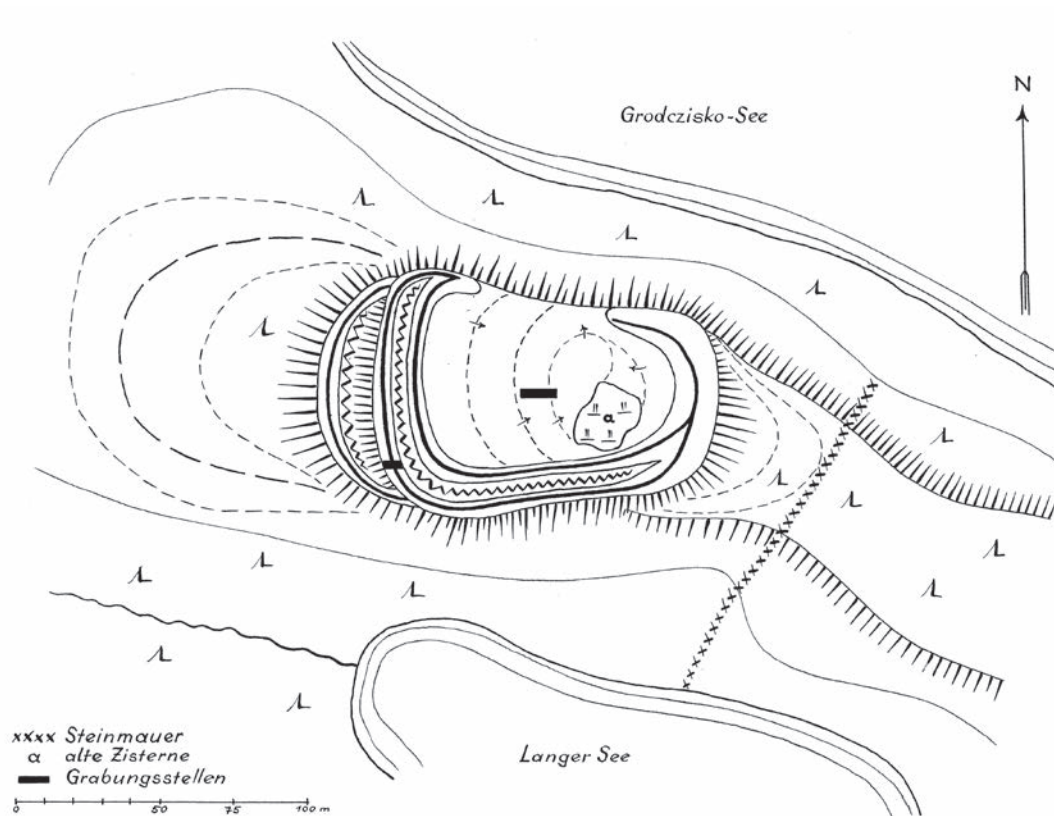 N
Grodczisko-See
a
Langer See
xxxx Steinmauer
a alte Zisterne
Grabungsstellen
0 50 75 100 m